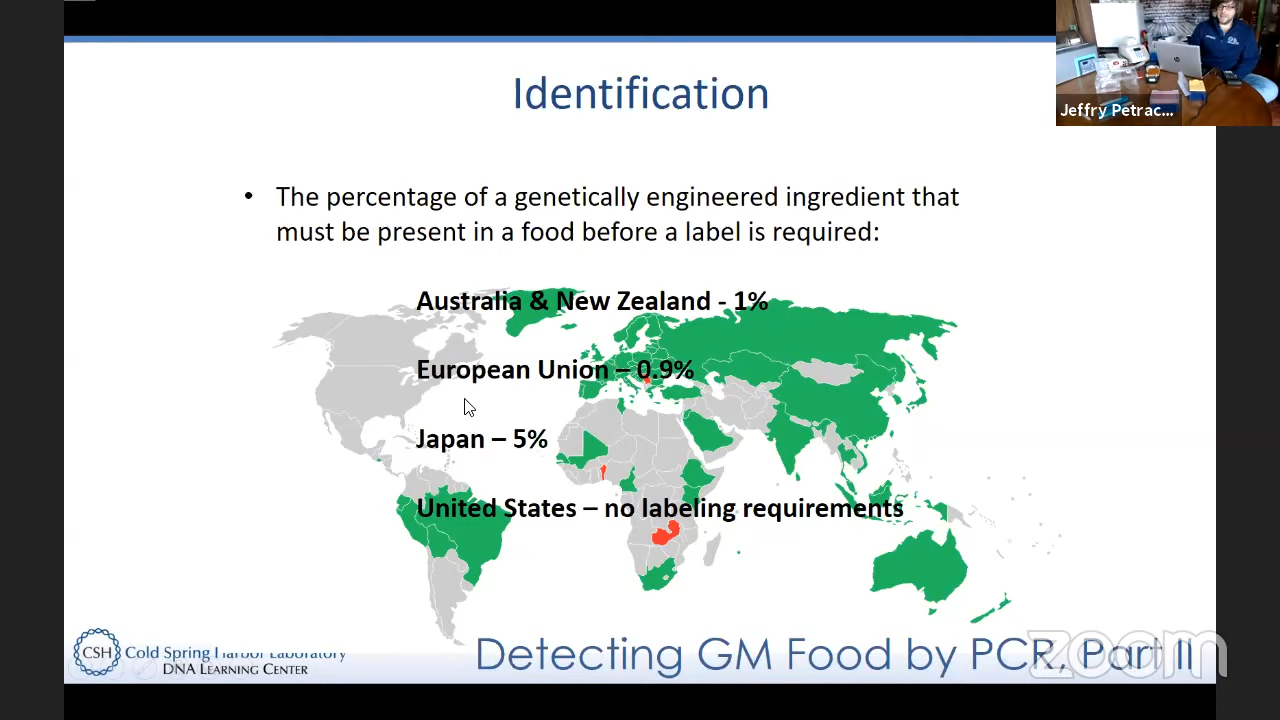 Identification
Jeffry Petrac...
• The percentage of a genetically engineered ingredient that
must be present in a food before a label is required:
Australia & New Zealand - 1%
European Union – 0.9%
Japan – 5%
United States – no labeling requirements
CSH Cold Spring Harbor Laboratory
DNA LEARNING CENTER
Detecting GM Food by PCR, Part II
zoom